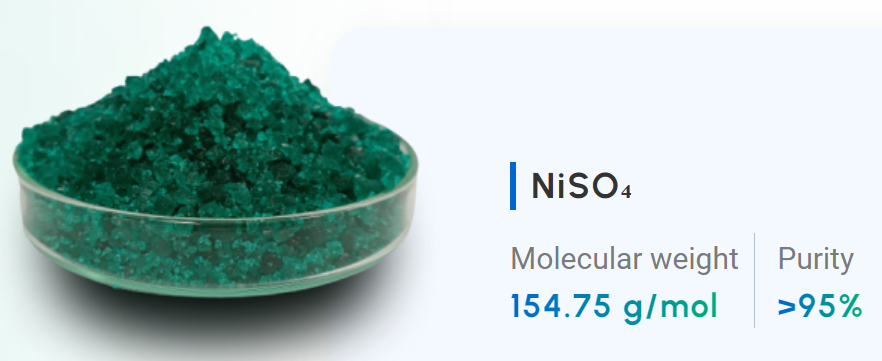 NiSO₄
Molecular weight
154.75 g/mol
Purity
>95%